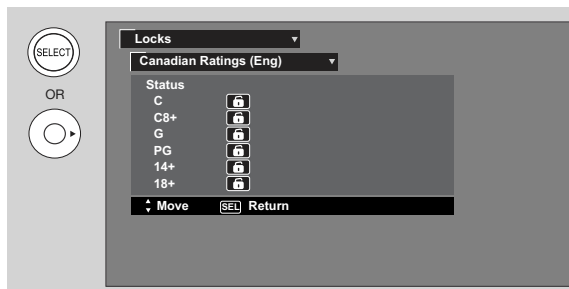 SELECT
OR
Locks
Canadian Ratings (Eng)
Status
C
C8+
G
PG
14+
18+
Move SEL Return